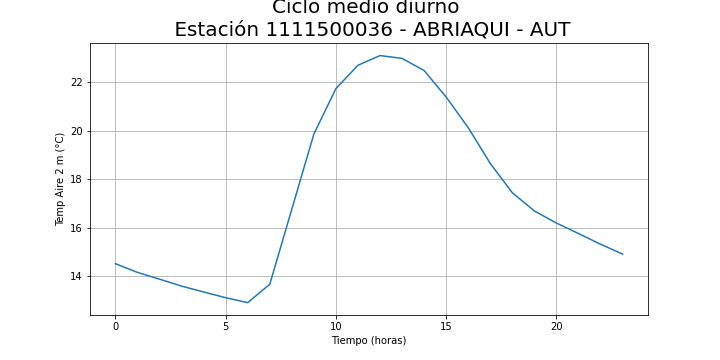 Ciclo medio diurno
Estación 1111500036 - ABRIAQUI - AUT
22
20
18
16
14
Temp Aire 2 m (°C)
0 5 10 15 20
Tiempo (horas)